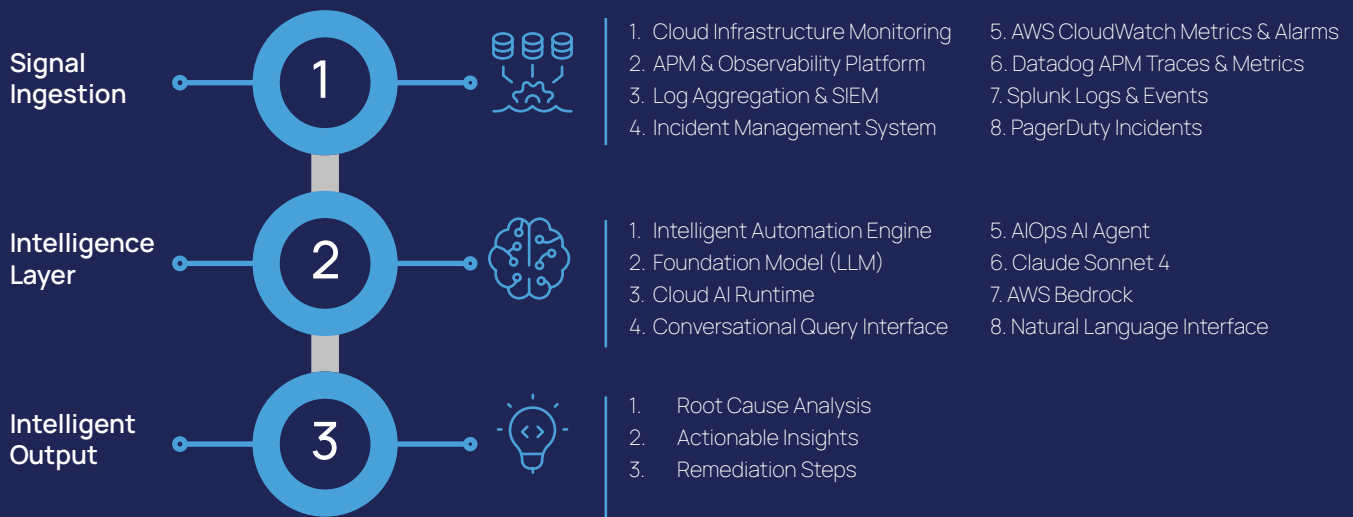 Signal
Ingestion
1
1. Cloud Infrastructure Monitoring
2. APM & Observability Platform
3. Log Aggregation & SIEM
4. Incident Management System
5. AWS CloudWatch Metrics & Alarms
6. Datadog APM Traces & Metrics
7. Splunk Logs & Events
8. PagerDuty Incidents
Intelligence
Layer
2
1. Intelligent Automation Engine
2. Foundation Model (LLM)
3. Cloud AI Runtime
4. Conversational Query Interface
5. AIOps AI Agent
6. Claude Sonnet 4
7. AWS Bedrock
8. Natural Language Interface
Intelligent
Output
3
1. Root Cause Analysis
2. Actionable Insights
3. Remediation Steps